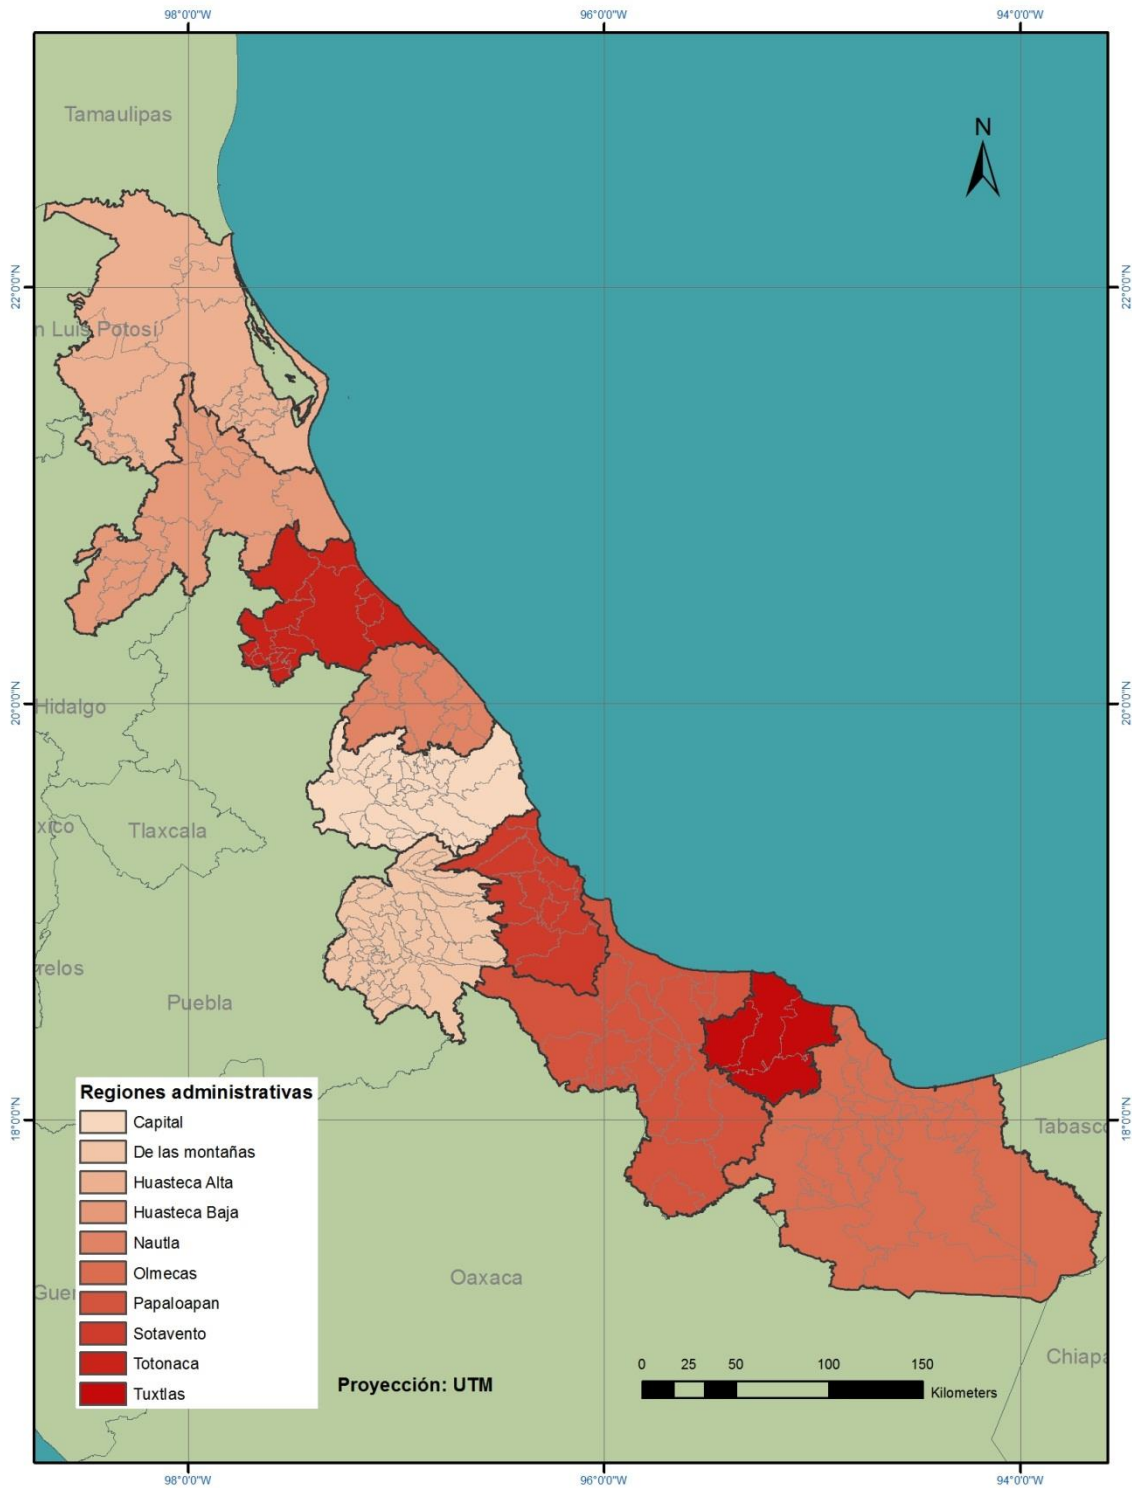 98°0'0"W 96°0'0"W 94°0'0"W
Tamaulipas
N
22°0'0"N 22°0'0"N
n Luis Potosí
20°0'0"N 20°0'0"N
Hidalgo
xico
Tlaxcala
relos
Puebla
Regiones administrativas
Capital
De las montañas
Huasteca Alta
Huasteca Baja
Nautla
Olmecas
Papaloapan
Sotavento
Totonaca
Tuxtlas
18°0'0"N 18°0'0"N
Tabasco
Oaxaca
Guer
Chiapa
0 25 50 100 150
Kilometers
Proyección: UTM
98°0'0"W 96°0'0"W 94°0'0"W